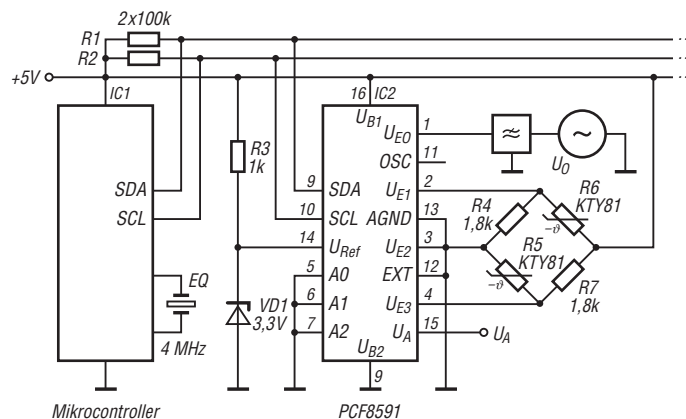 2x100k
R1
R2
+5V
IC1
SDA
SCL
EQ
4 MHz
Mikrocontroller
R3
1k
VD1
3,3V
16 IC2
U_B1
9 SDA
10 SCL
14 U_Ref
5 A0
6 A1
7 A2
U_EO 1
OSC 11
U_E1 2
AGND 13
U_E2 3
EXT 12
U_E3 4
U_A 15
U_B2
9
PCF8591
≈
~
U_O
R4
1,8k
R6
KTY81
-ϑ
R5
KTY81
-ϑ
R7
1,8k
U_A